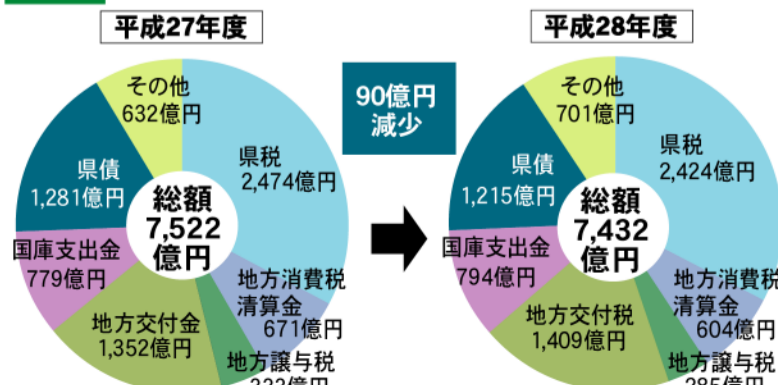 平成27年度
その他
632億円
県税
2,474億円
県債
1,281億円
総額
7,522
億円
国庫支出金
779億円
地方消費税
清算金
671億円
地方交付金
1,352億円
地方譲与税
90億円
減少
平成28年度
その他
701億円
県税
2,424億円
県債
1,215億円
総額
7,432
億円
国庫支出金
794億円
地方消費税
清算金
604億円
地方交付税
1,409億円
地方譲与税
285億円